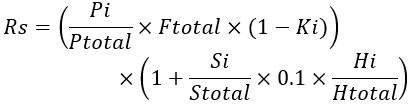 Rs = (Pi/Ptotal × Ftotal × (1 − Ki))
× (1 + Si/Stotal × 0.1 × Hi/Htotal)